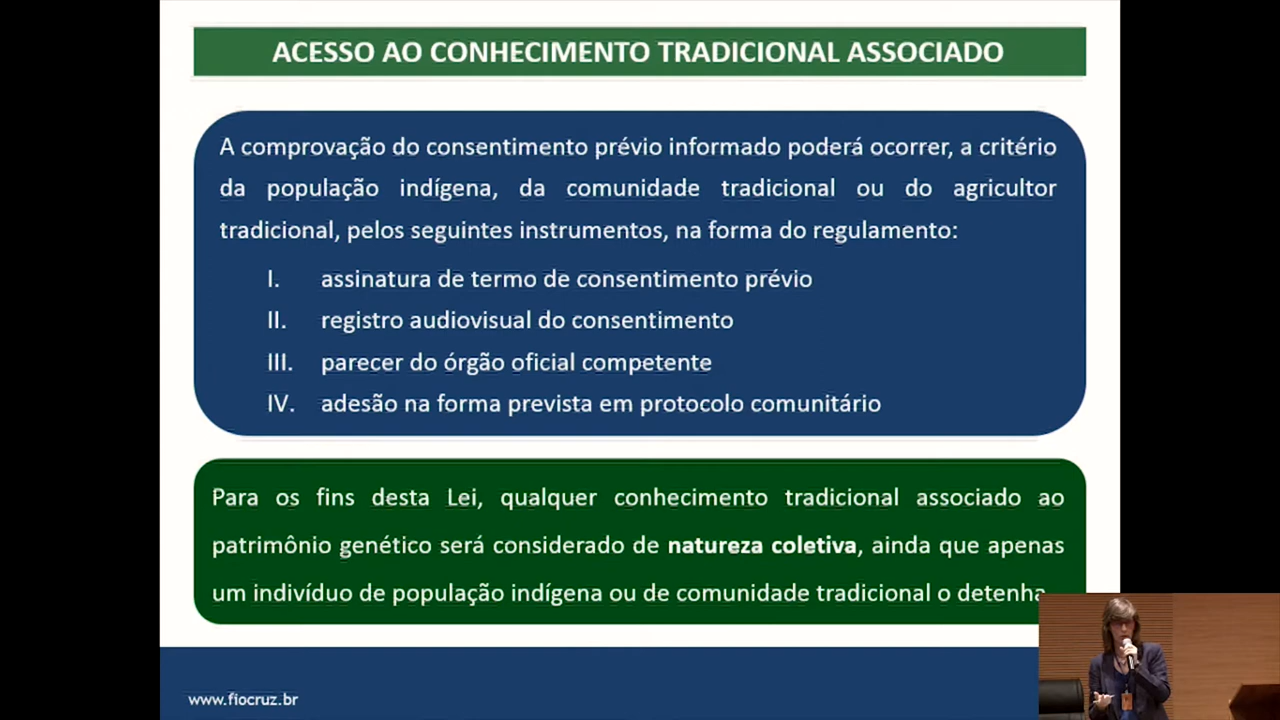 ACESSO AO CONHECIMENTO TRADICIONAL ASSOCIADO
A comprovação do consentimento prévio informado poderá ocorrer, a critério
da população indígena, da comunidade tradicional ou do agricultor
tradicional, pelos seguintes instrumentos, na forma do regulamento:
I. assinatura de termo de consentimento prévio
II. registro audiovisual do consentimento
III. parecer do órgão oficial competente
IV. adesão na forma prevista em protocolo comunitário
Para os fins desta Lei, qualquer conhecimento tradicional associado ao
patrimônio genético será considerado de natureza coletiva, ainda que apenas
um indivíduo de população indígena ou de comunidade tradicional o detenha
www.fiocruz.br